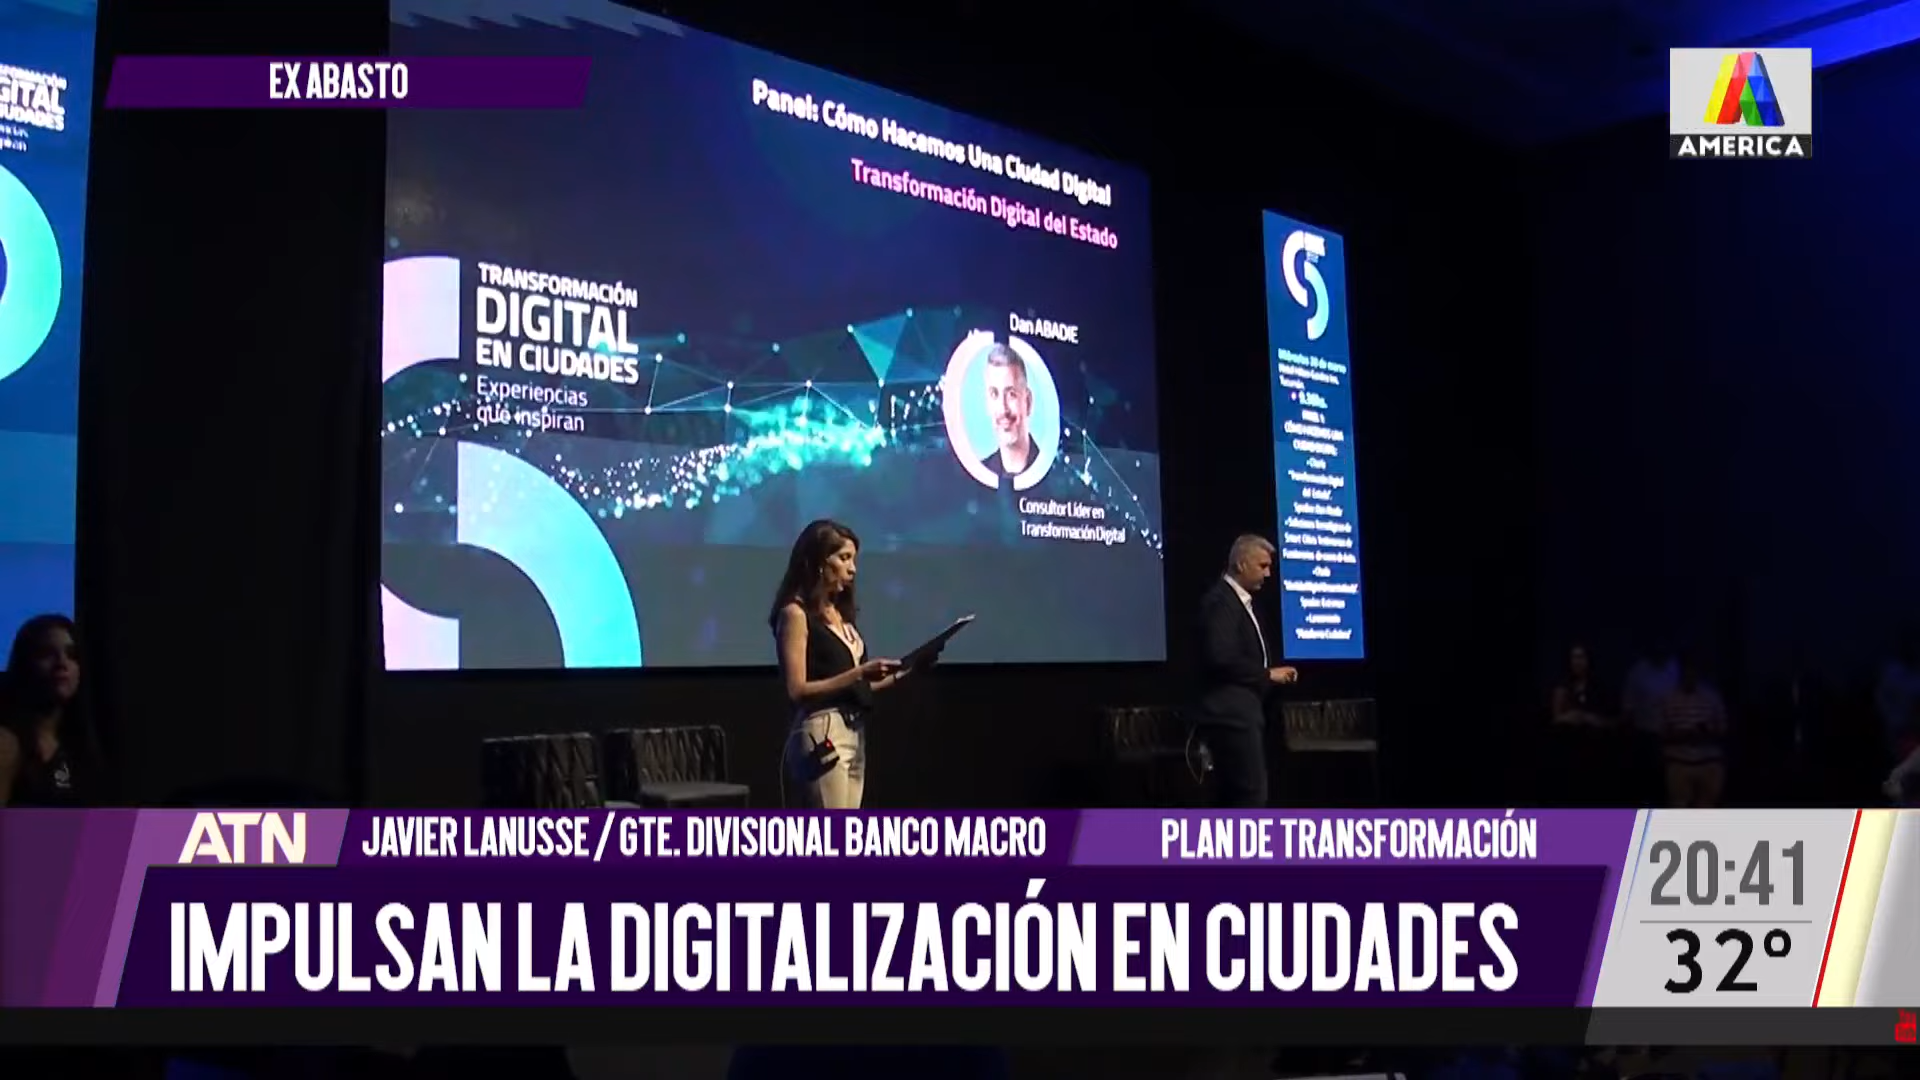 EX ABASTO
AMERICA
DIGITAL
CIUDADES
Panel: Cómo Hacemos Una Ciudad Digital
Transformación Digital del Estado
TRANSFORMACIÓN
DIGITAL
EN CIUDADES
Experiencias
que inspiran
Dan ABADIE
Consultor Líder en
Transformación Digital
ATN
JAVIER LANUSSE / GTE. DIVISIONAL BANCO MACRO
PLAN DE TRANSFORMACIÓN
IMPULSAN LA DIGITALIZACIÓN EN CIUDADES
20:41
32°